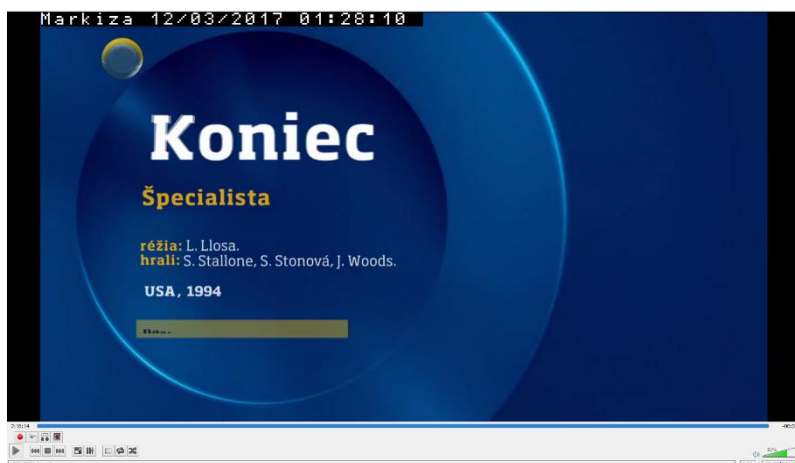 Markiza 12/03/2017 01:28:10
Koniec
Špecialista
réžia: L. Llosa.
hrali: S. Stallone, S. Stonová, J. Woods.
USA, 1994